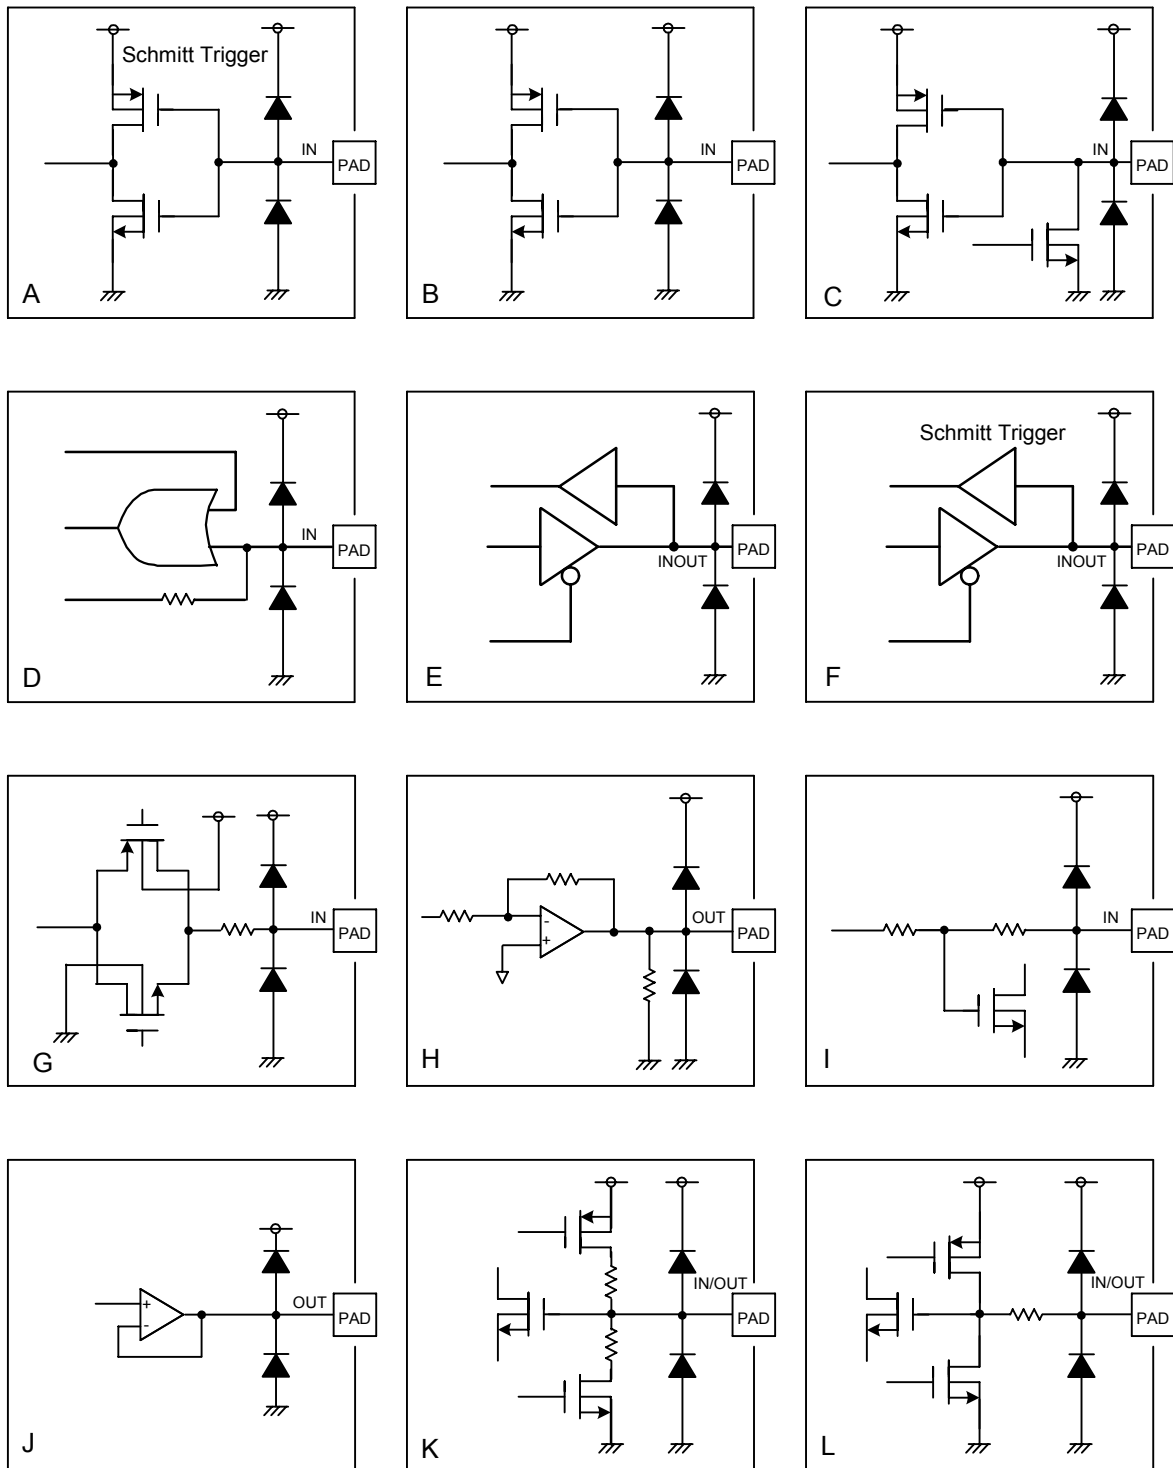 Schmitt Trigger
IN
PAD
A
IN
PAD
B
IN
PAD
C
IN
PAD
D
INOUT
PAD
E
Schmitt Trigger
INOUT
PAD
F
IN
PAD
G
OUT
-
+
PAD
H
IN
PAD
I
+
-
OUT
PAD
J
IN/OUT
PAD
K
IN/OUT
PAD
L